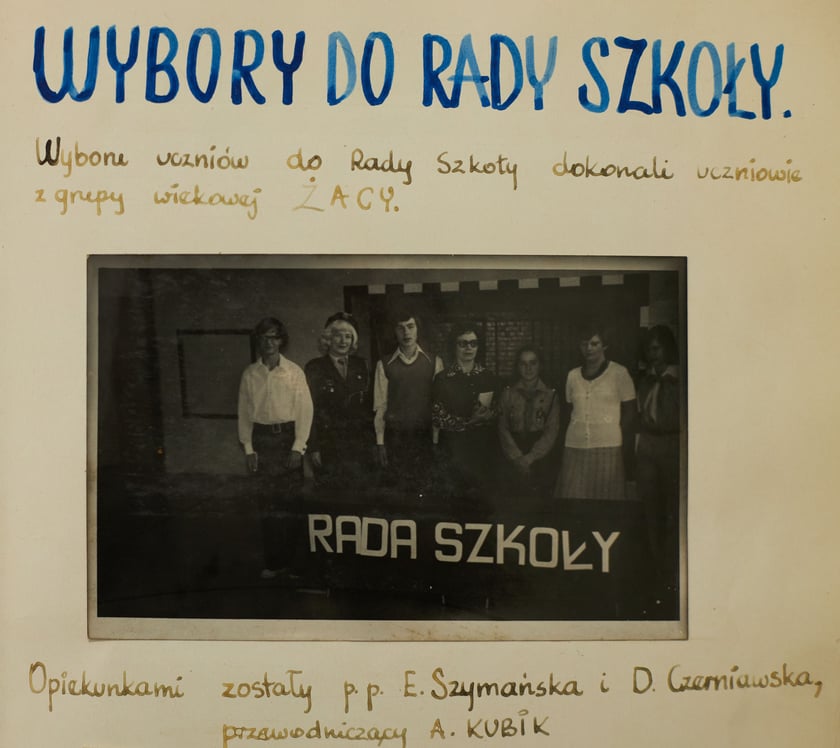 WYBORY DO RADY SZKOŁY.
Wyboru uczniów do Rady Szkoły dokonali uczniowie
z grupy wiekowej ŻACY.
RADA SZKOŁY
Opiekunkami zostały p.p. E. Szymańska i D. Czerniawska,
przewodniczący A. KUBIK